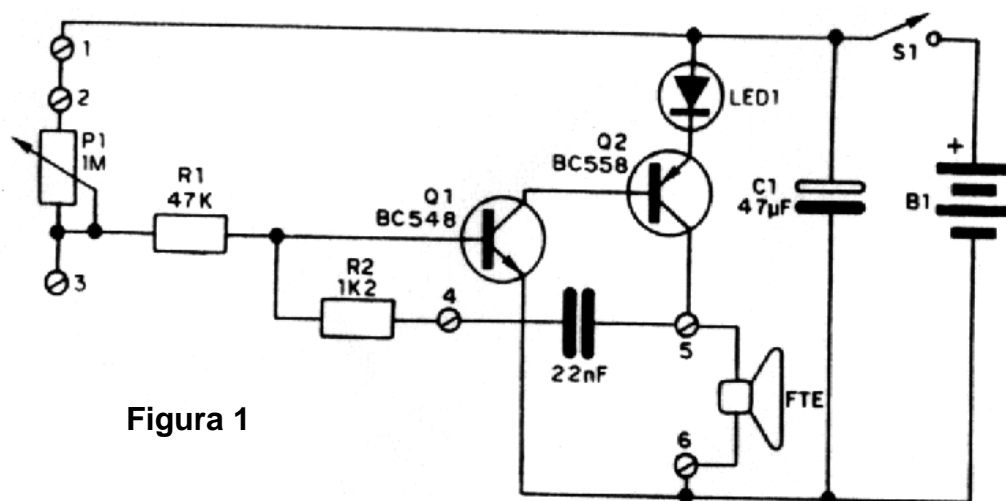 1
S1
2
LED1
P1
1M
Q2
BC558
+
R1
47K
Q1
BC548
C1
47µF
B1
3
R2
1K2
4
5
22nF
FTE
Figura 1
6